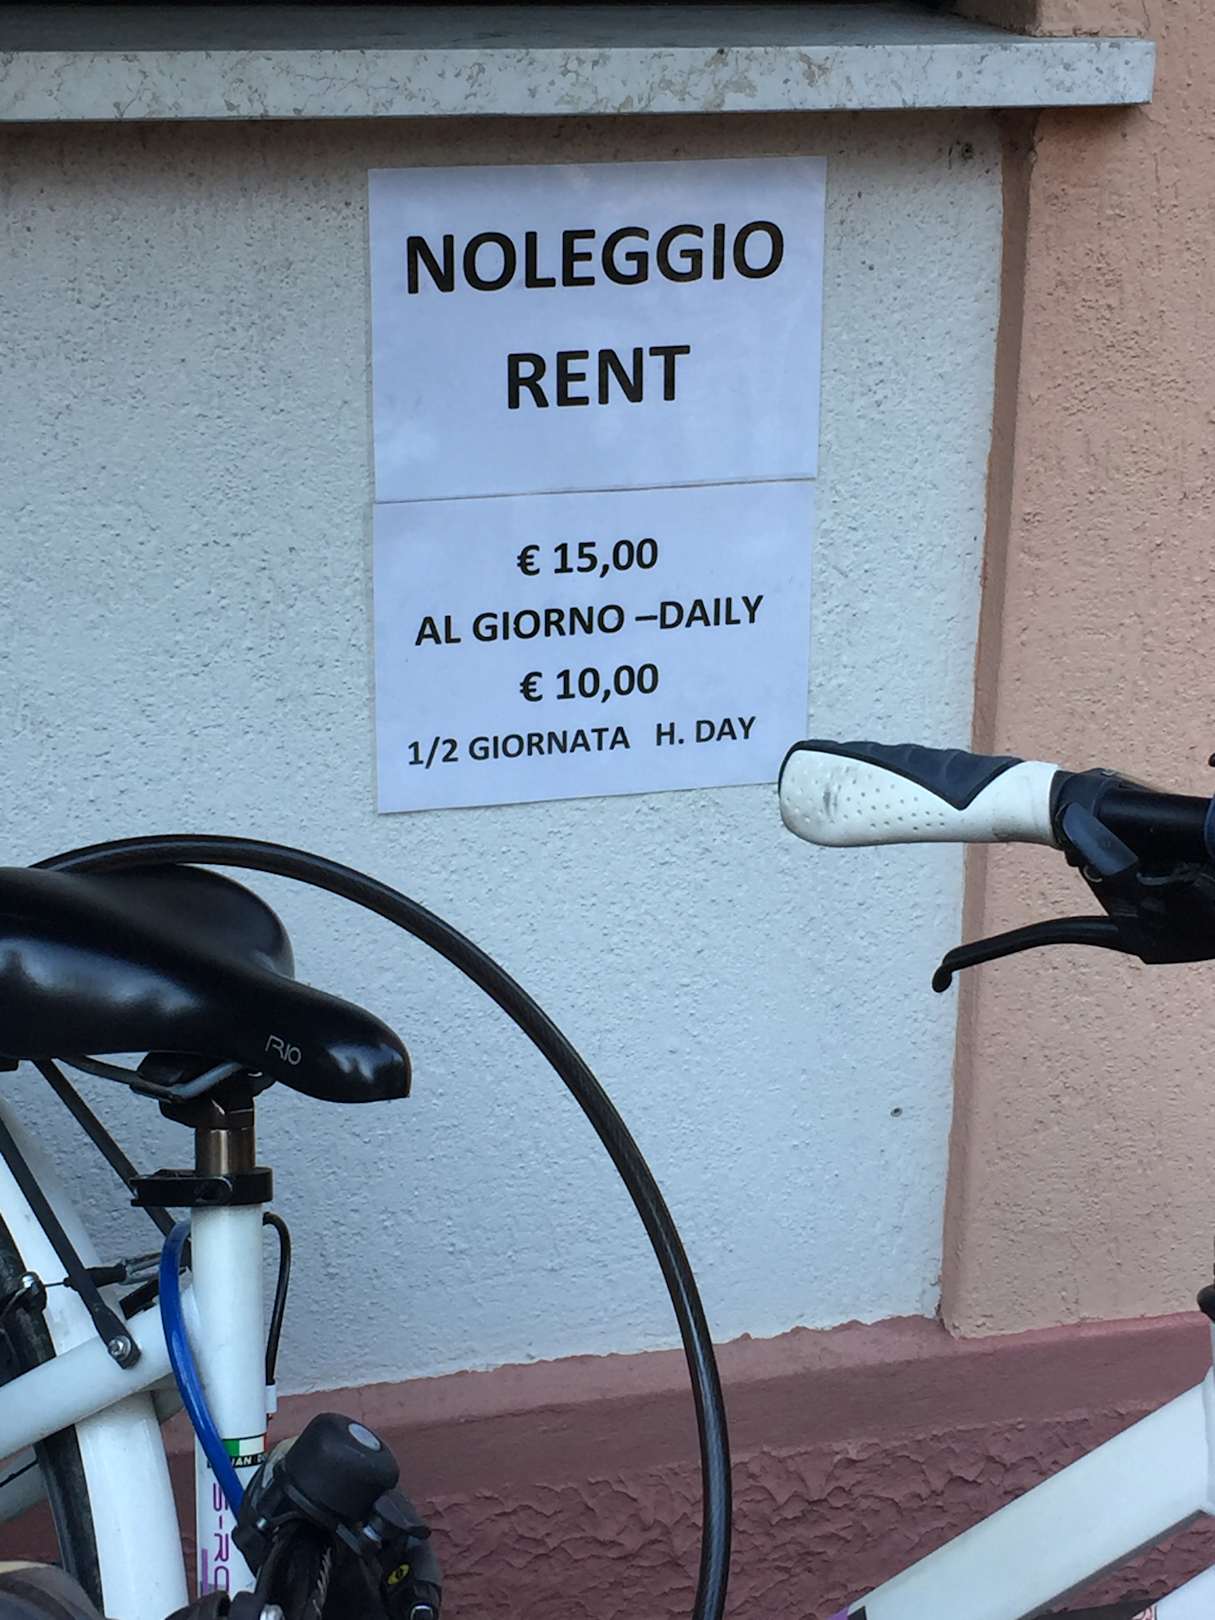 NOLEGGIO
RENT
€ 15,00
AL GIORNO –DAILY
€ 10,00
1/2 GIORNATA H. DAY
RIO